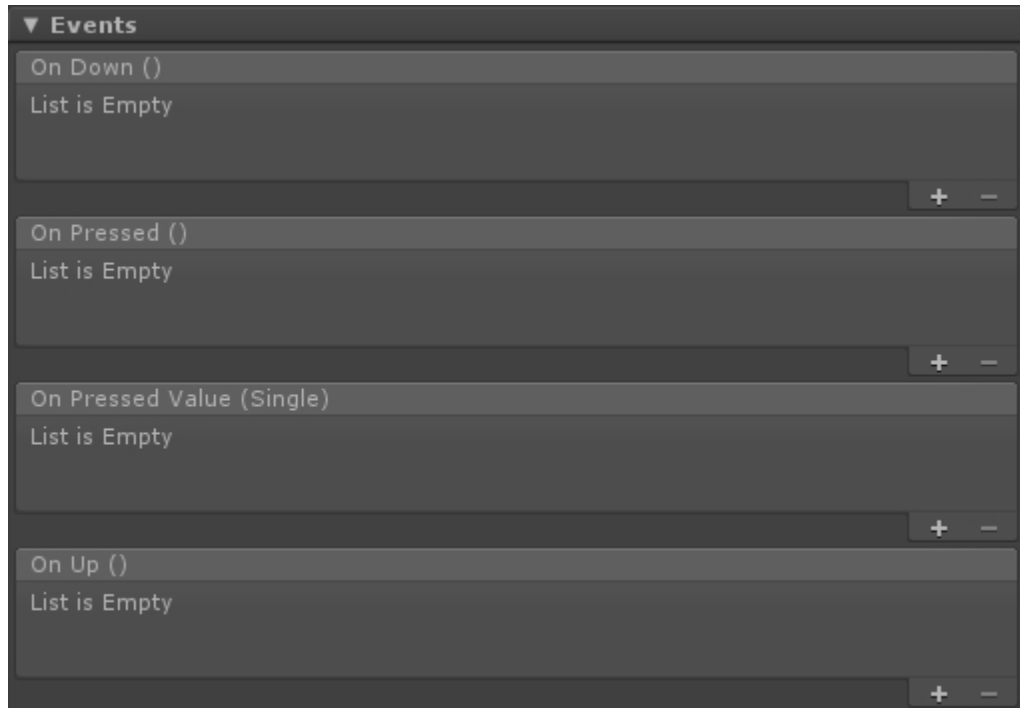 ▼ Events
On Down ()
List is Empty
+ −
On Pressed ()
List is Empty
+ −
On Pressed Value (Single)
List is Empty
+ −
On Up ()
List is Empty
+ −